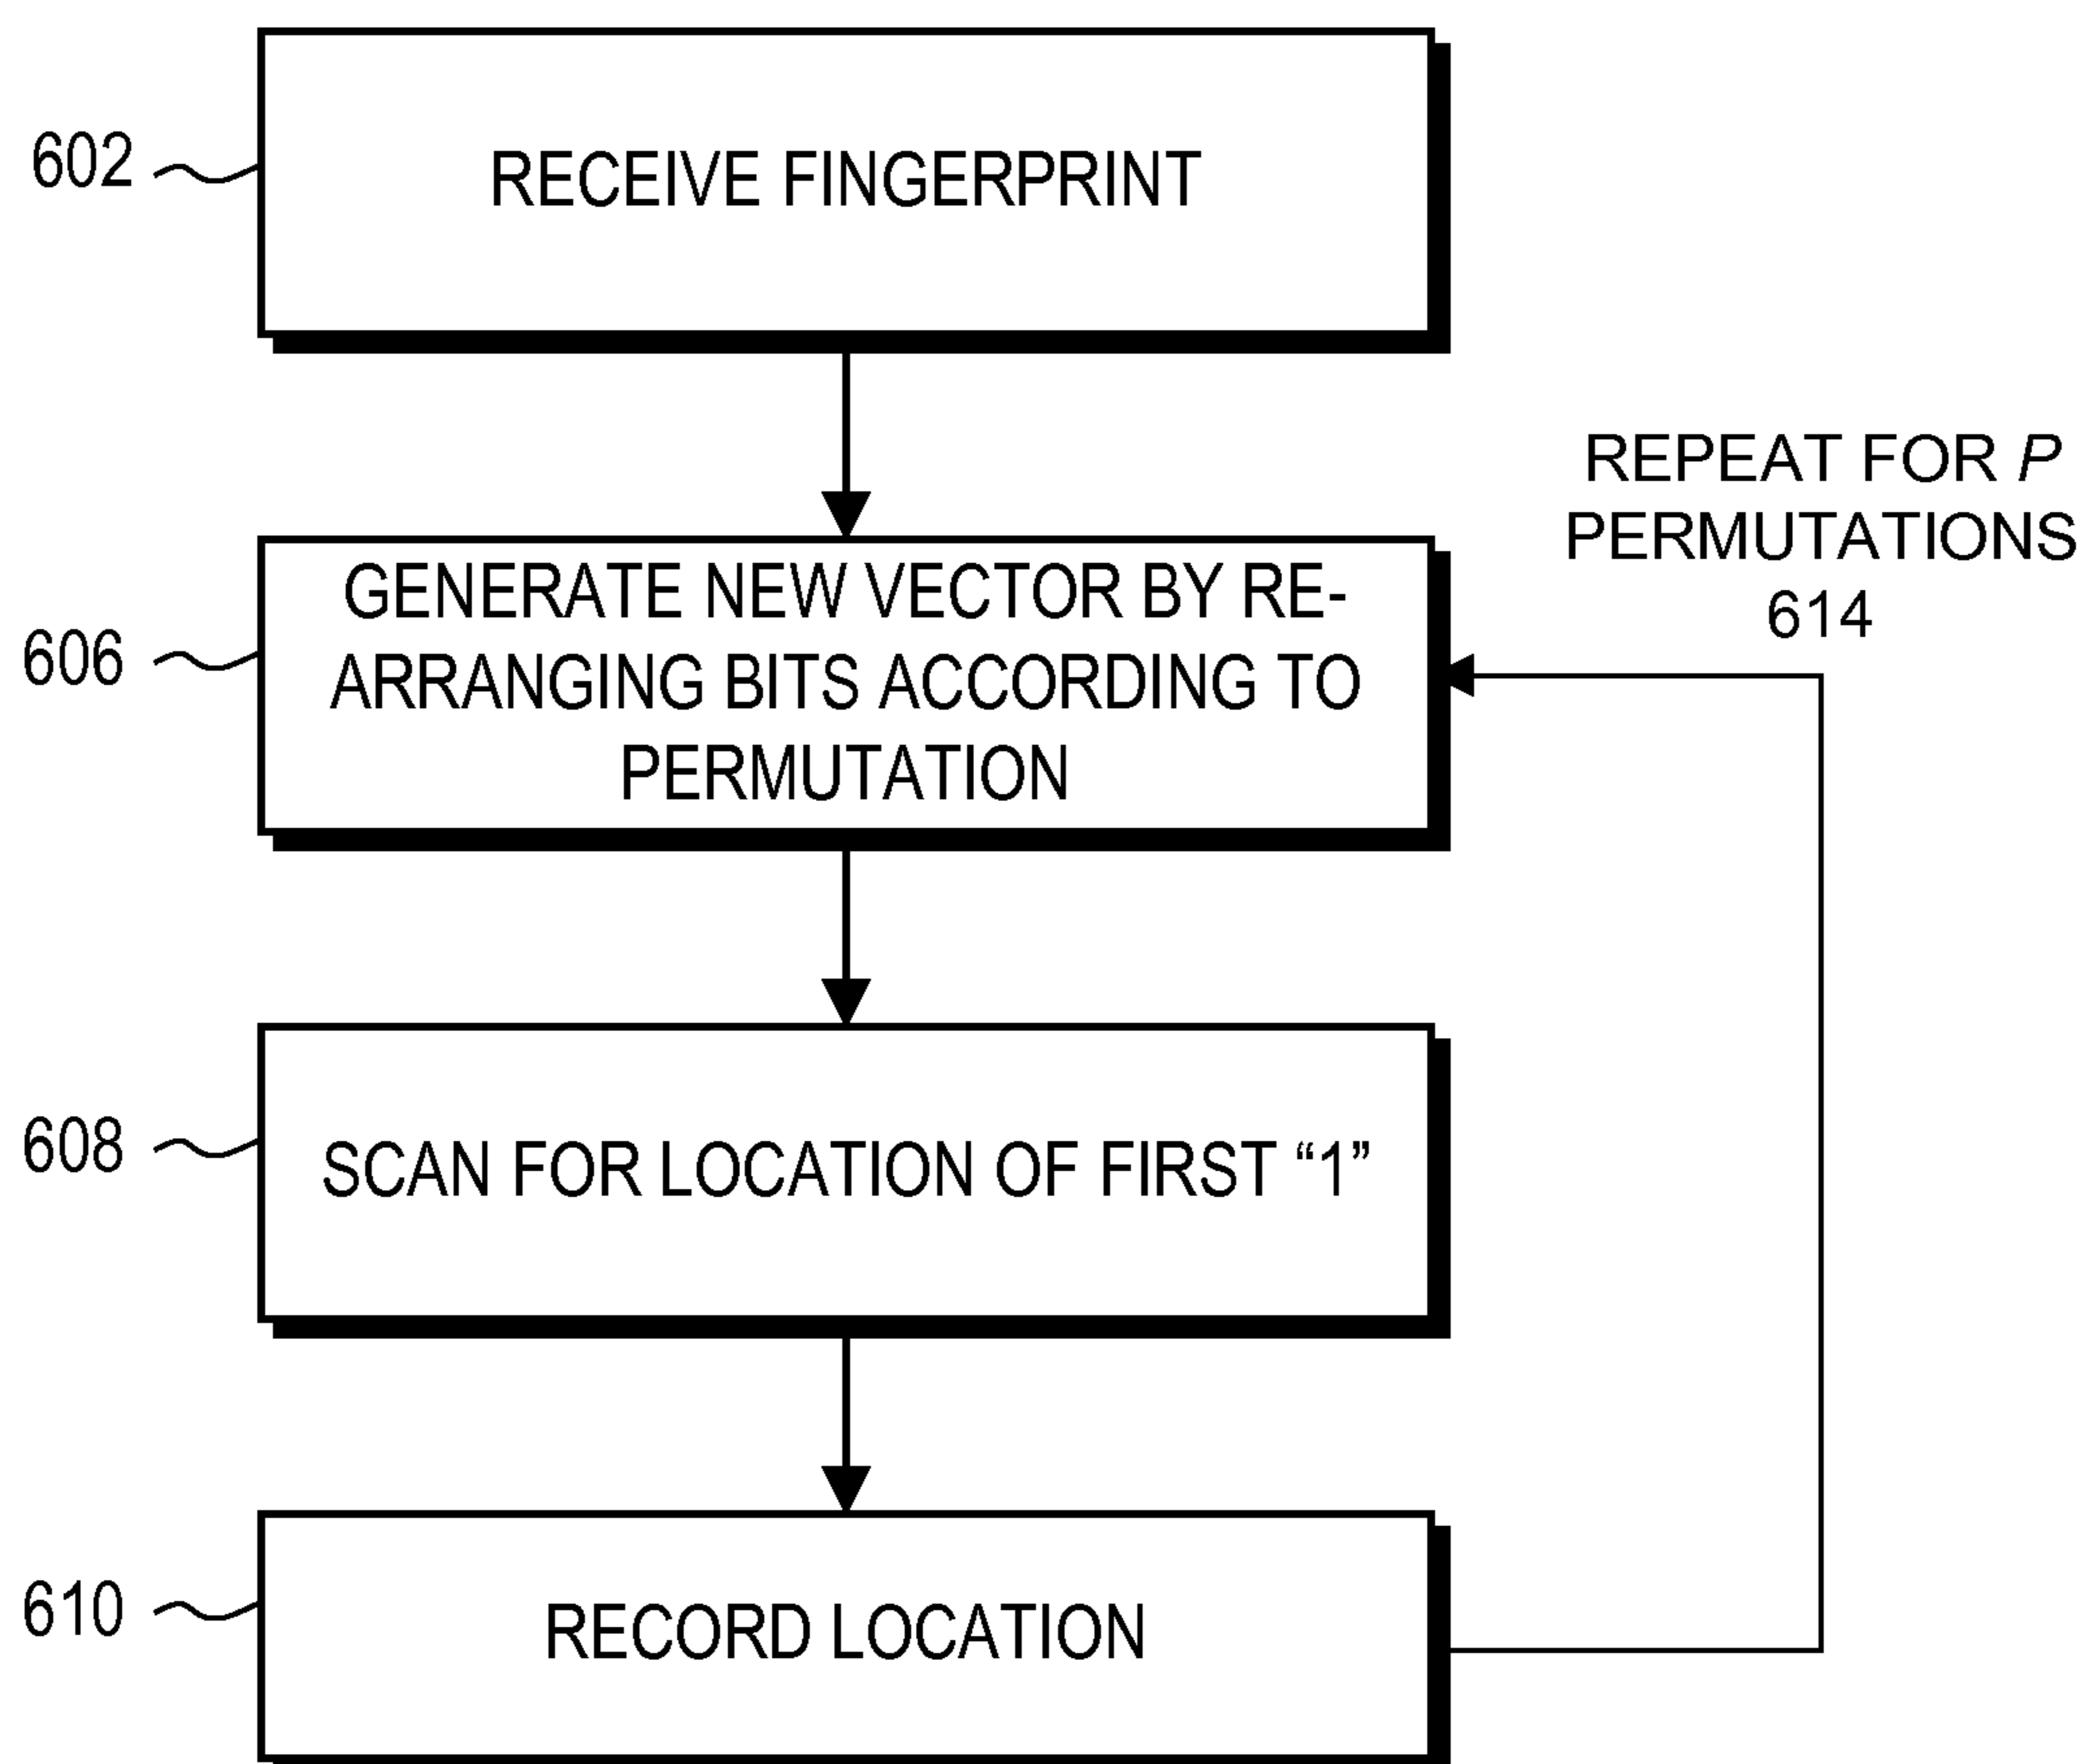 602
RECEIVE FINGERPRINT
REPEAT FOR P
PERMUTATIONS
614
606
GENERATE NEW VECTOR BY RE-
ARRANGING BITS ACCORDING TO
PERMUTATION
608
SCAN FOR LOCATION OF FIRST “1”
610
RECORD LOCATION